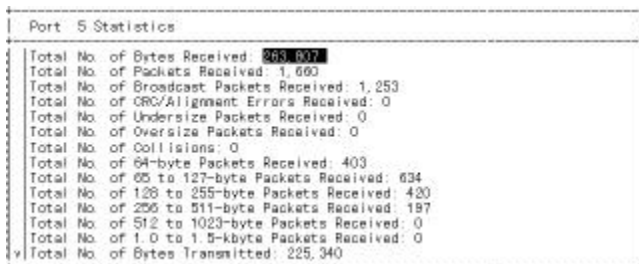 Port 5 Statistics
Total No. of Bytes Received: 263,807
Total No. of Packets Received: 1,660
Total No. of Broadcast Packets Received: 1,253
Total No. of CRC/Alignment Errors Received: 0
Total No. of Undersize Packets Received: 0
Total No. of Oversize Packets Received: 0
Total No. of Collisions: 0
Total No. of 64-byte Packets Received: 403
Total No. of 65 to 127-byte Packets Received: 634
Total No. of 128 to 255-byte Packets Received: 420
Total No. of 256 to 511-byte Packets Received: 197
Total No. of 512 to 1023-byte Packets Received: 0
Total No. of 1.0 to 1.5-kbyte Packets Received: 0
v Total No. of Bytes Transmitted: 225,340